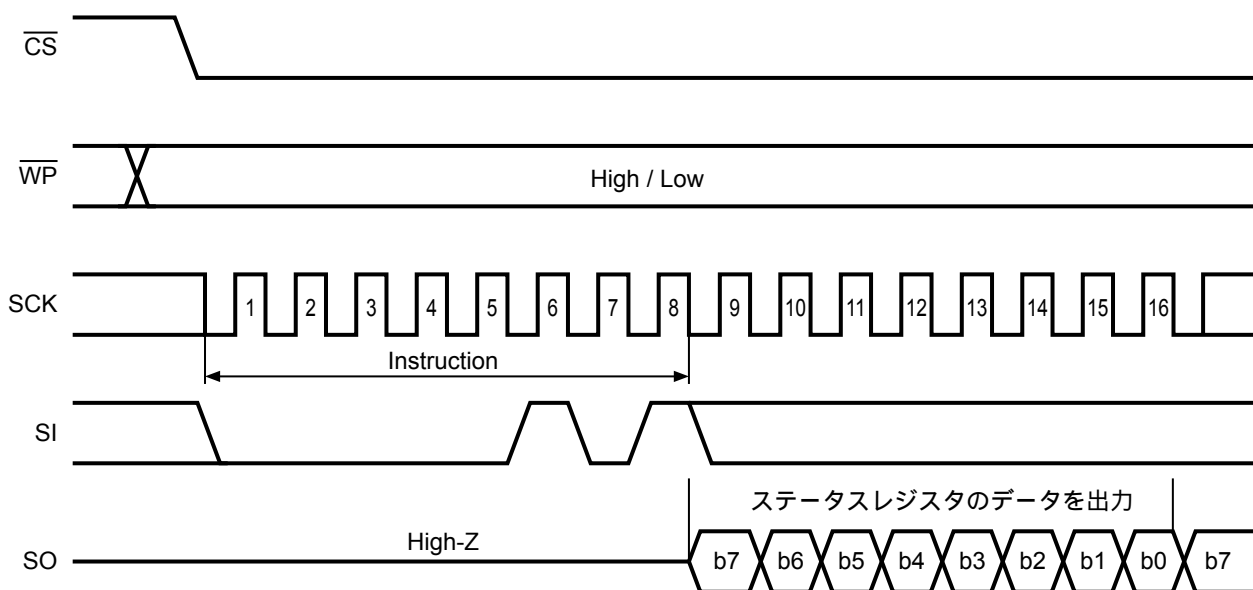 CS
WP
High / Low
SCK
1 2 3 4 5 6 7 8 9 10 11 12 13 14 15 16
Instruction
SI
ステータスレジスタのデータを出力
SO
High-Z
b7 b6 b5 b4 b3 b2 b1 b0 b7